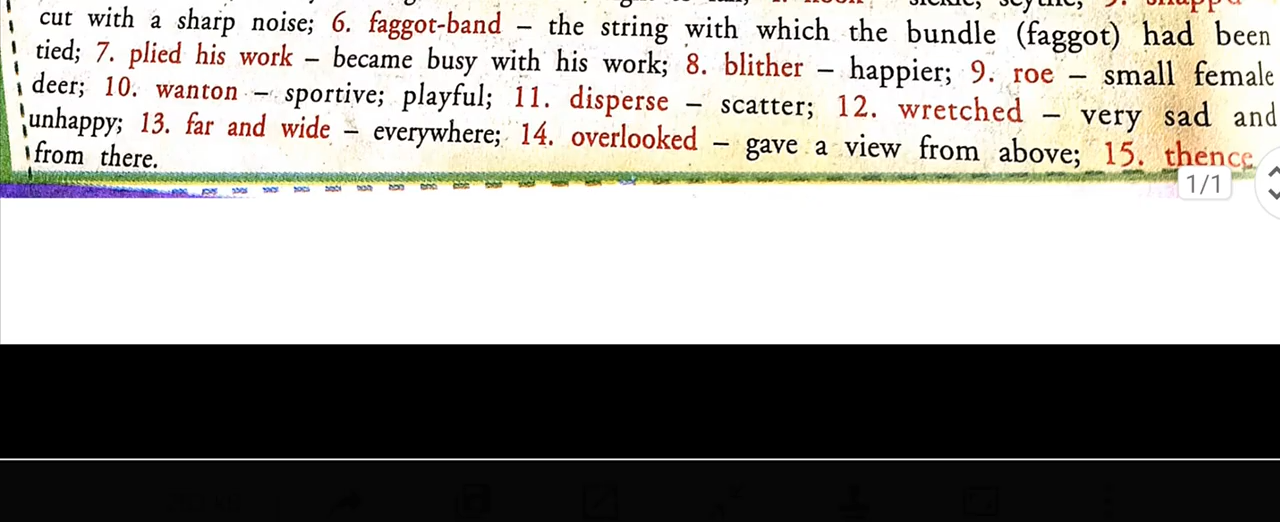 cut with a sharp noise; 6. faggot-band – the string with which the bundle (faggot) had been
tied; 7. plied his work – became busy with his work; 8. blither – happier; 9. roe – small female
deer; 10. wanton – sportive; playful; 11. disperse – scatter; 12. wretched – very sad and
unhappy; 13. far and wide – everywhere; 14. overlooked – gave a view from above; 15. thence
from there.
1/1